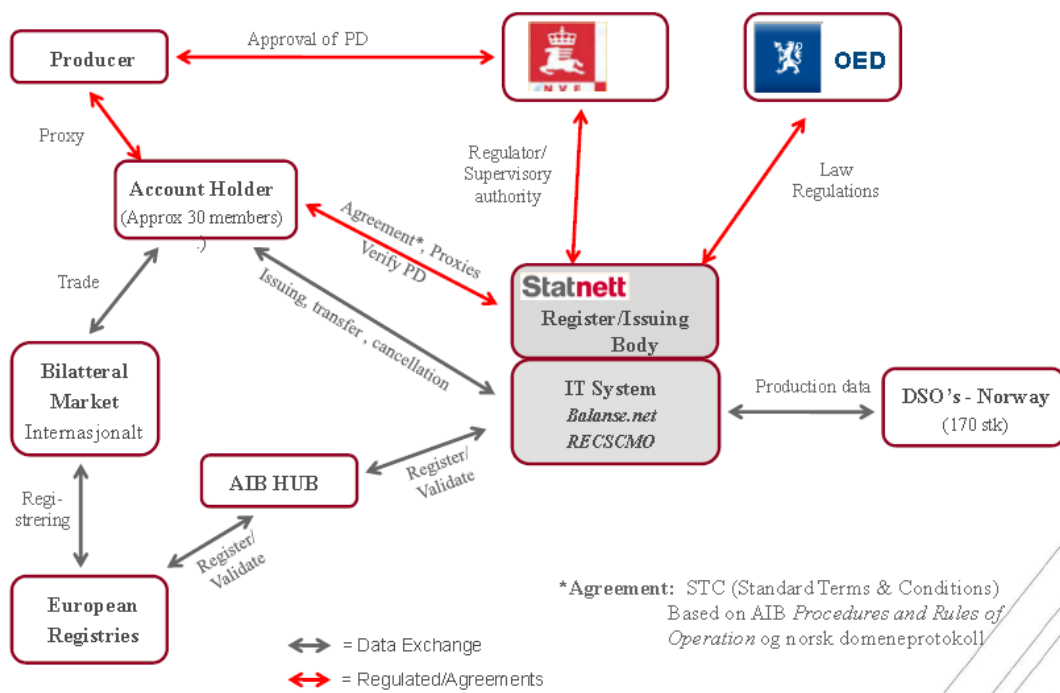 Approval of PD
Producer
NVE
OED
Proxy
Regulator/
Supervisory
authority
Law
Regulations
Account Holder
(Approx 30 members)
.)
Agreement*, Proxies
Verify PD
Issuing, transfer , cancellation
Trade
Statnett
Register/Issuing
Body
Bilatteral
Market
Internasjonalt
IT System
Balanse.net
RECSCMO
Production data
DSO's - Norway
(170 stk)
AIB HUB
Register/
Validate
Regi-
strering
Register/
Validate
European
Registries
*Agreement: STC (Standard Terms & Conditions)
Based on AIB Procedures and Rules of
Operation og norsk domeneprotokoll
= Data Exchange
= Regulated/Agreements